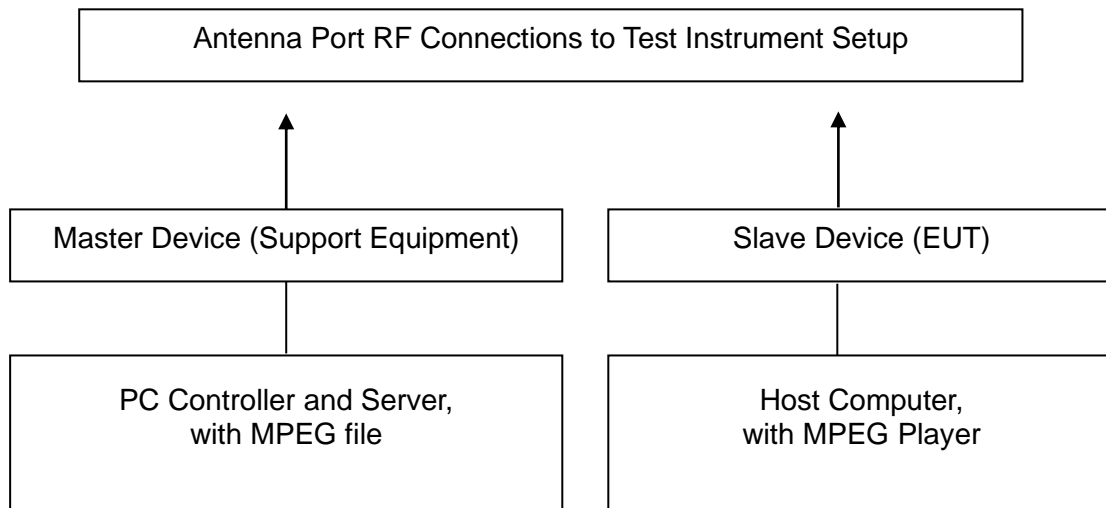 Antenna Port RF Connections to Test Instrument Setup
Master Device (Support Equipment)
Slave Device (EUT)
PC Controller and Server,
with MPEG file
Host Computer,
with MPEG Player